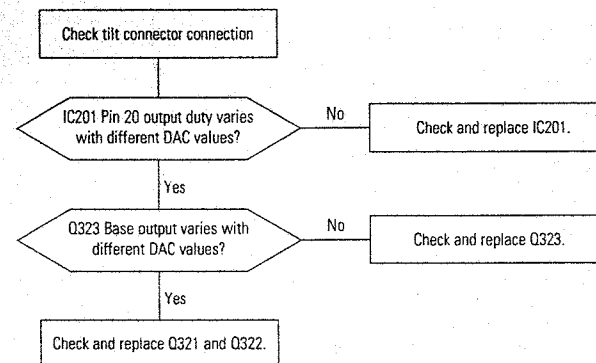 Check tilt connector connection
IC201 Pin 20 output duty varies
with different DAC values?
No
Check and replace IC201.
Yes
Q323 Base output varies with
different DAC values?
No
Check and replace Q323.
Yes
Check and replace Q321 and Q322.